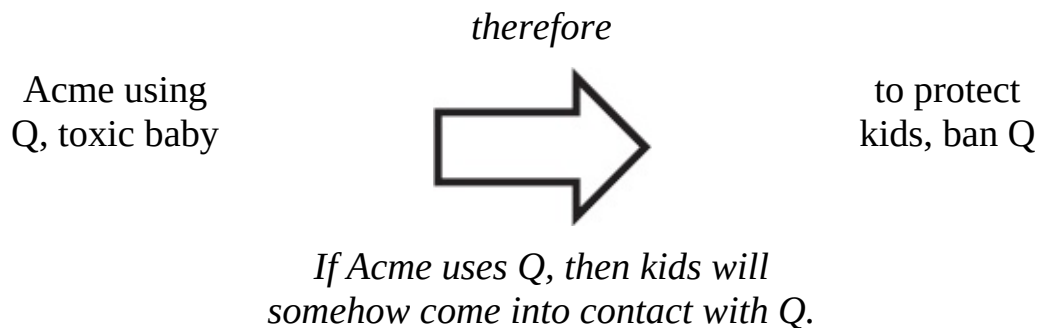 therefore
Acme using
Q, toxic baby
to protect
kids, ban Q
If Acme uses Q, then kids will
somehow come into contact with Q.